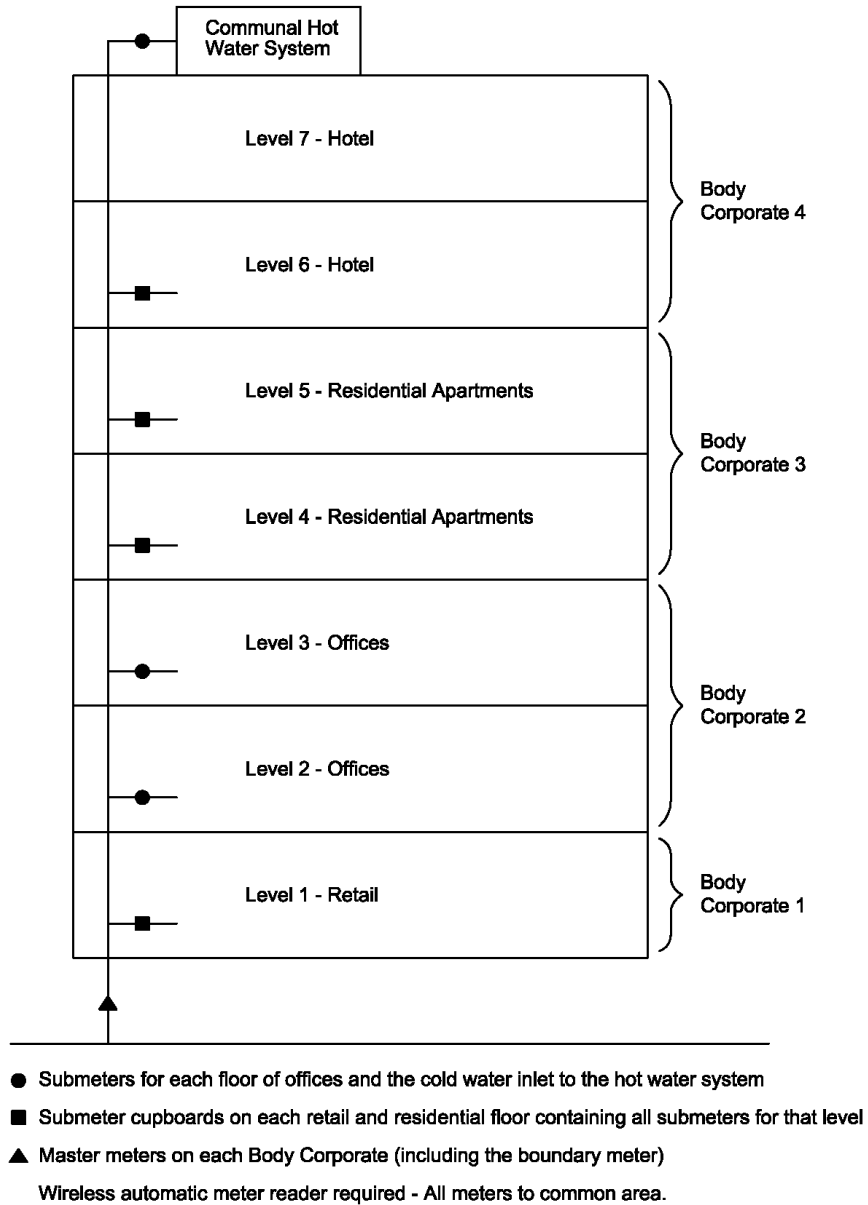 Communal Hot
Water System
Level 7 - Hotel
Body
Corporate 4
Level 6 - Hotel
Level 5 - Residential Apartments
Body
Corporate 3
Level 4 - Residential Apartments
Level 3 - Offices
Body
Corporate 2
Level 2 - Offices
Level 1 - Retail
Body
Corporate 1
Submeters for each floor of offices and the cold water inlet to the hot water system
Submeter cupboards on each retail and residential floor containing all submeters for that level
Master meters on each Body Corporate (including the boundary meter)
Wireless automatic meter reader required - All meters to common area.